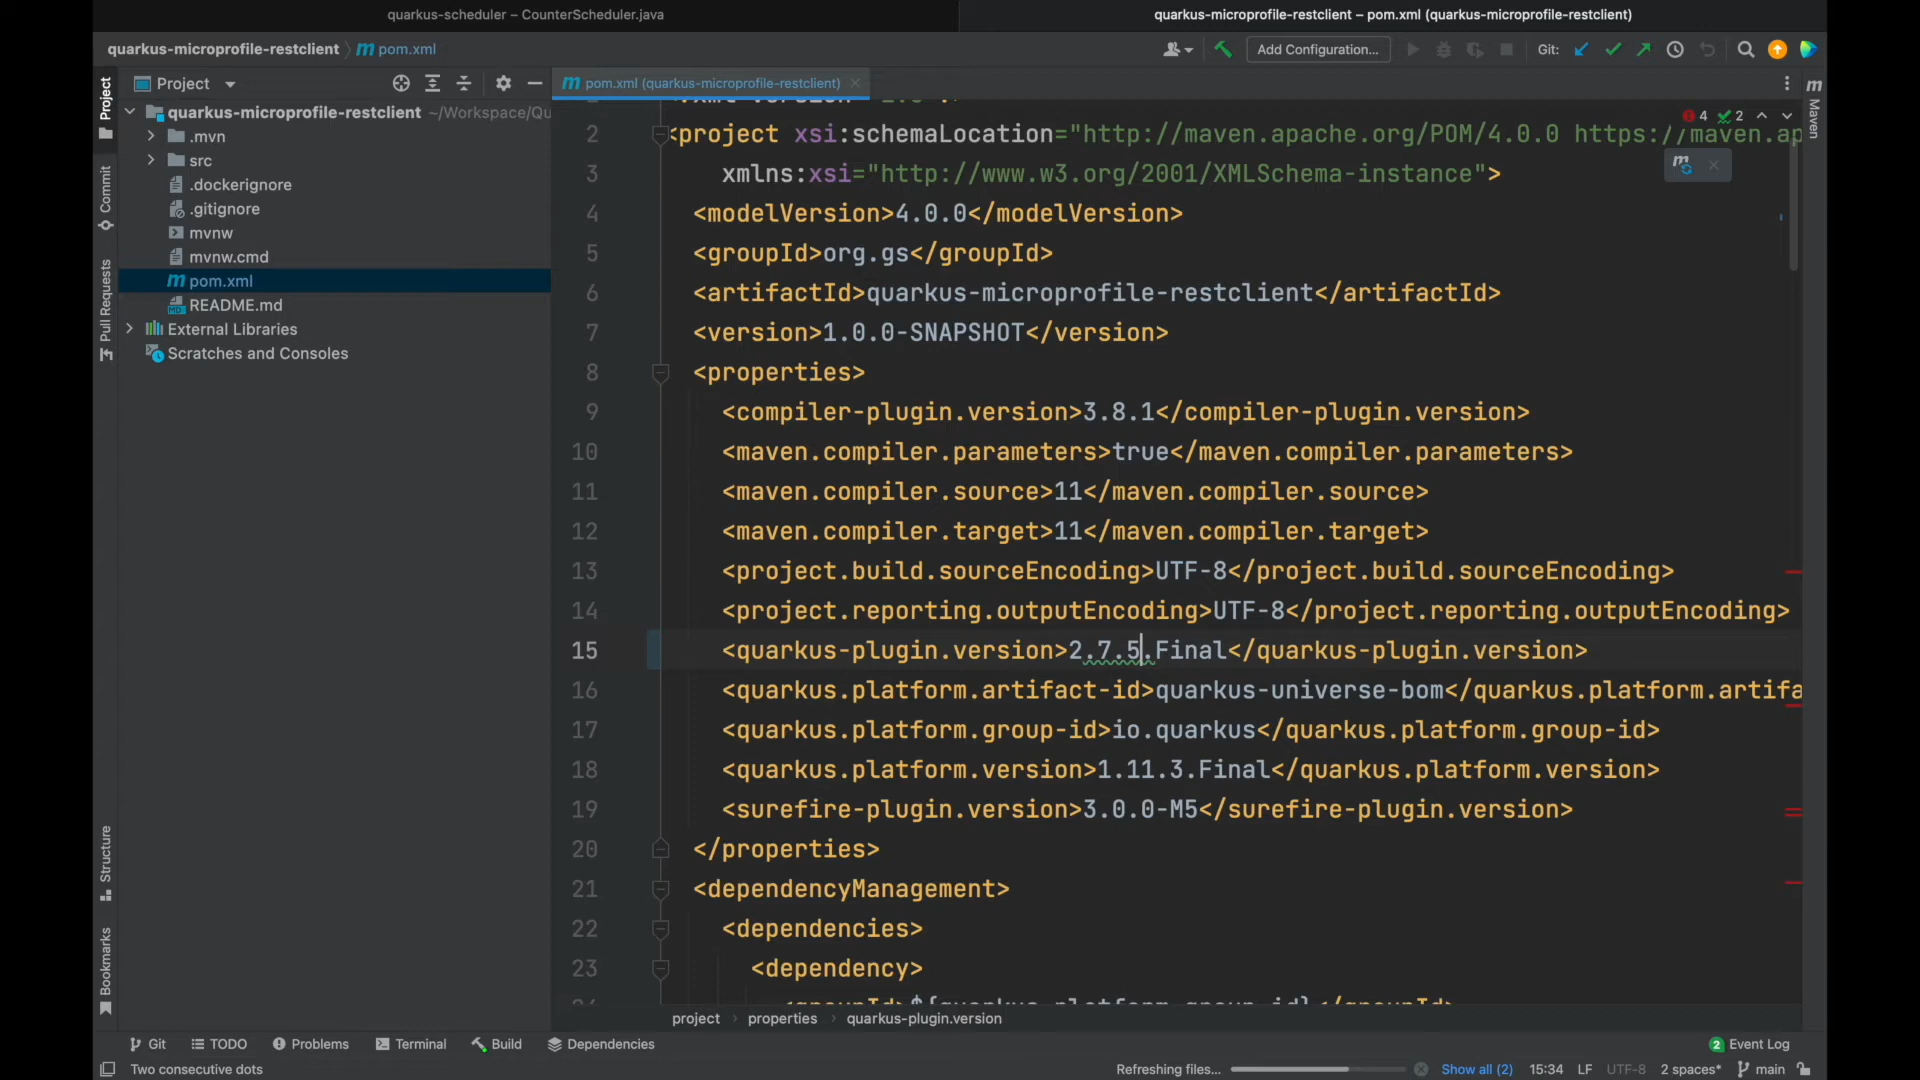 quarkus-scheduler – CounterScheduler.java
quarkus-microprofile-restclient – pom.xml (quarkus-microprofile-restclient)
quarkus-microprofile-restclient
pom.xml
Add Configuration...
Git:
Project
pom.xml (quarkus-microprofile-restclient)
quarkus-microprofile-restclient ~/Workspace/Qu
.mvn
src
.dockerignore
.gitignore
mvnw
mvnw.cmd
pom.xml
README.md
External Libraries
Scratches and Consoles
Project
Commit
Pull Requests
Structure
Bookmarks
4 2
Maven
2 <project xsi:schemaLocation="http://maven.apache.org/POM/4.0.0 https://maven.ap
3 xmlns:xsi="http://www.w3.org/2001/XMLSchema-instance">
4 <modelVersion>4.0.0</modelVersion>
5 <groupId>org.gs</groupId>
6 <artifactId>quarkus-microprofile-restclient</artifactId>
7 <version>1.0.0-SNAPSHOT</version>
8 <properties>
9 <compiler-plugin.version>3.8.1</compiler-plugin.version>
10 <maven.compiler.parameters>true</maven.compiler.parameters>
11 <maven.compiler.source>11</maven.compiler.source>
12 <maven.compiler.target>11</maven.compiler.target>
13 <project.build.sourceEncoding>UTF-8</project.build.sourceEncoding>
14 <project.reporting.outputEncoding>UTF-8</project.reporting.outputEncoding>
15 <quarkus-plugin.version>2.7.5.Final</quarkus-plugin.version>
16 <quarkus.platform.artifact-id>quarkus-universe-bom</quarkus.platform.artifa
17 <quarkus.platform.group-id>io.quarkus</quarkus.platform.group-id>
18 <quarkus.platform.version>1.11.3.Final</quarkus.platform.version>
19 <surefire-plugin.version>3.0.0-M5</surefire-plugin.version>
20 </properties>
21 <dependencyManagement>
22 <dependencies>
23 <dependency>
<groupId>${quarkus.platform.group-id}</groupId>
project
properties
quarkus-plugin.version
Git
TODO
Problems
Terminal
Build
Dependencies
2 Event Log
Two consecutive dots
Refreshing files...
Show all (2)
15:34
LF
UTF-8
2 spaces*
main